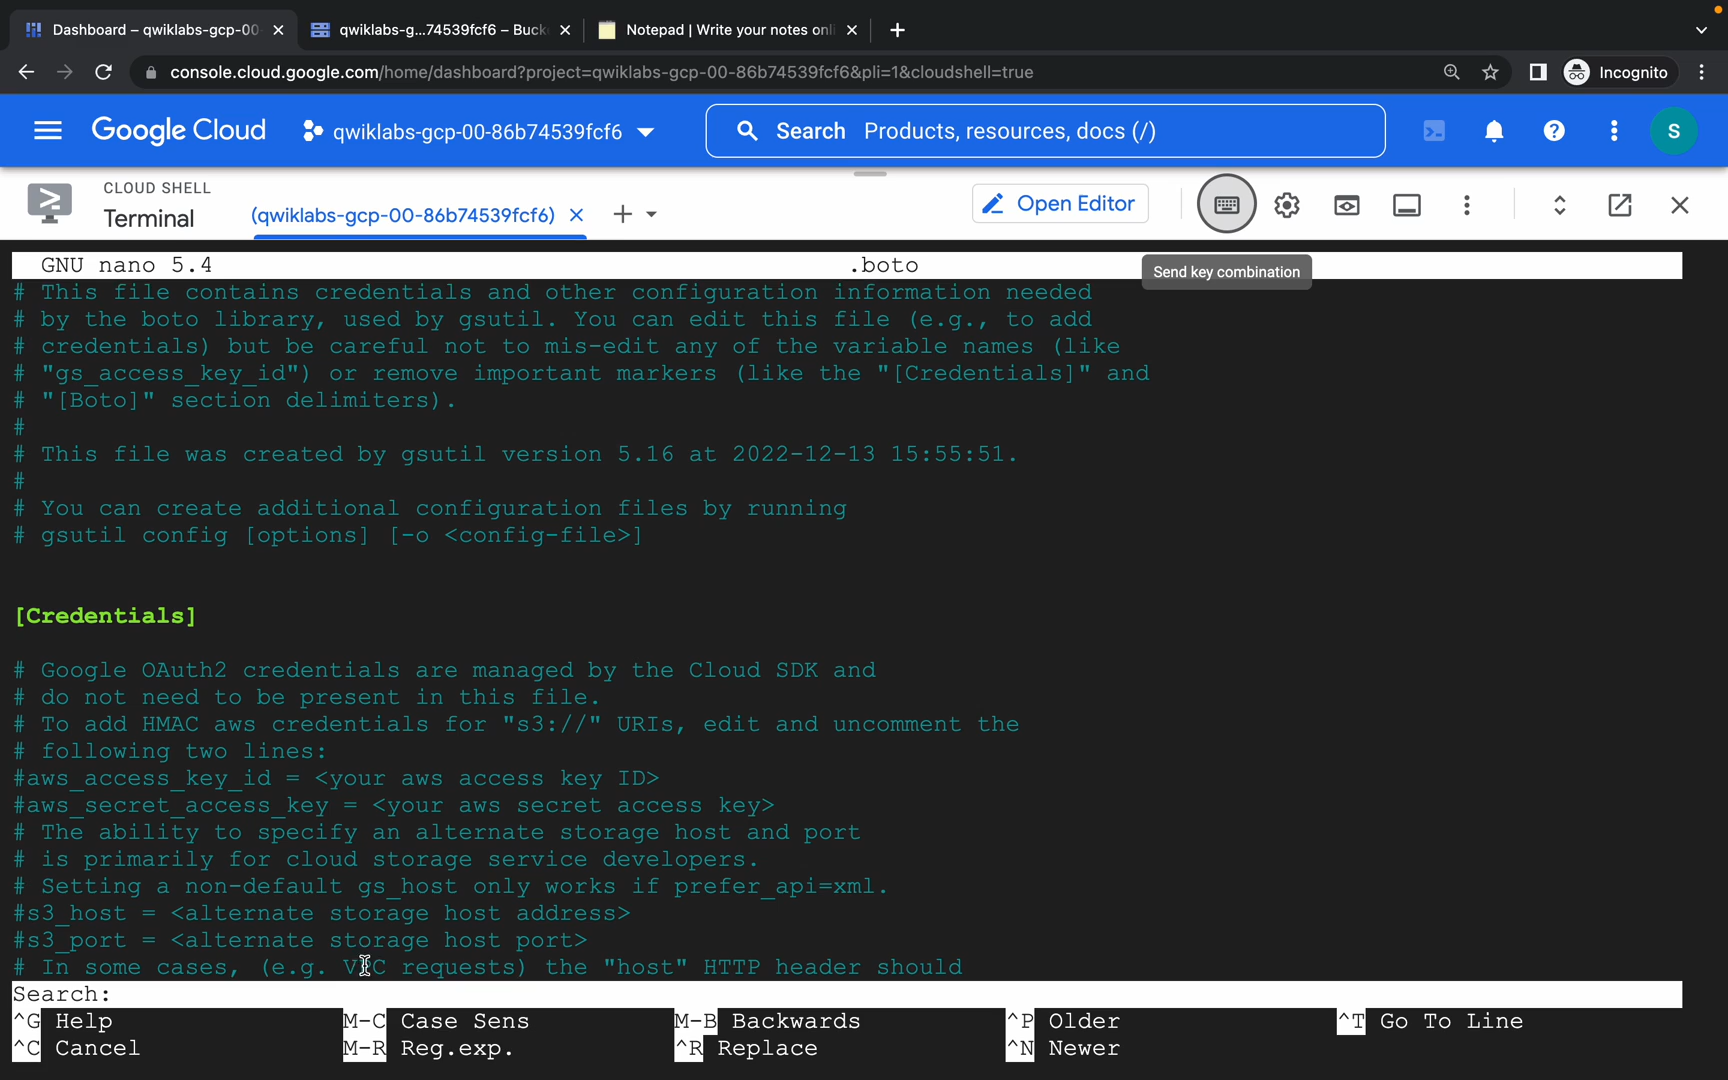 Dashboard – qwiklabs-gcp-00
qwiklabs-g...74539fcf6 – Buck
Notepad | Write your notes onli
console.cloud.google.com/home/dashboard?project=qwiklabs-gcp-00-86b74539fcf6&pli=1&cloudshell=true
Incognito
Google Cloud
qwiklabs-gcp-00-86b74539fcf6
Search Products, resources, docs (/)
S
CLOUD SHELL
Terminal
(qwiklabs-gcp-00-86b74539fcf6)
Open Editor
Send key combination
GNU nano 5.4 .boto
# This file contains credentials and other configuration information needed
# by the boto library, used by gsutil. You can edit this file (e.g., to add
# credentials) but be careful not to mis-edit any of the variable names (like
# "gs_access_key_id") or remove important markers (like the "[Credentials]" and
# "[Boto]" section delimiters).
#
# This file was created by gsutil version 5.16 at 2022-12-13 15:55:51.
#
# You can create additional configuration files by running
# gsutil config [options] [-o <config-file>]
[Credentials]
# Google OAuth2 credentials are managed by the Cloud SDK and
# do not need to be present in this file.
# To add HMAC aws credentials for "s3://" URIs, edit and uncomment the
# following two lines:
#aws_access_key_id = <your aws access key ID>
#aws_secret_access_key = <your aws secret access key>
# The ability to specify an alternate storage host and port
# is primarily for cloud storage service developers.
# Setting a non-default gs_host only works if prefer_api=xml.
#s3_host = <alternate storage host address>
#s3_port = <alternate storage host port>
# In some cases, (e.g. VPC requests) the "host" HTTP header should
Search:
^G Help M-C Case Sens M-B Backwards ^P Older ^T Go To Line
^C Cancel M-R Reg.exp. ^R Replace ^N Newer